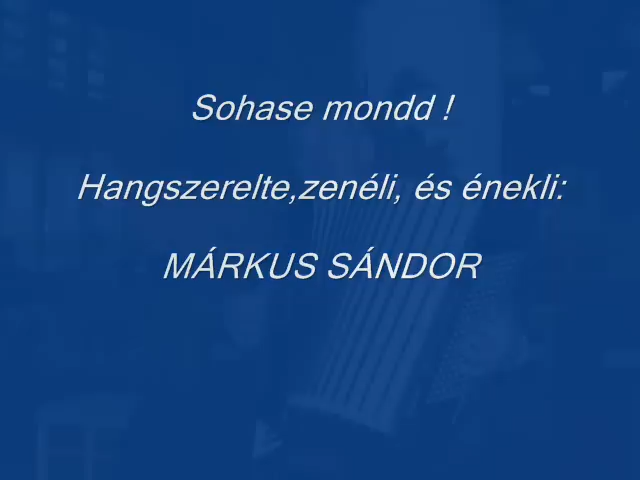 Sohase mondd !
Hangszerelte,zenéli, és énekli:
MÁRKUS SÁNDOR